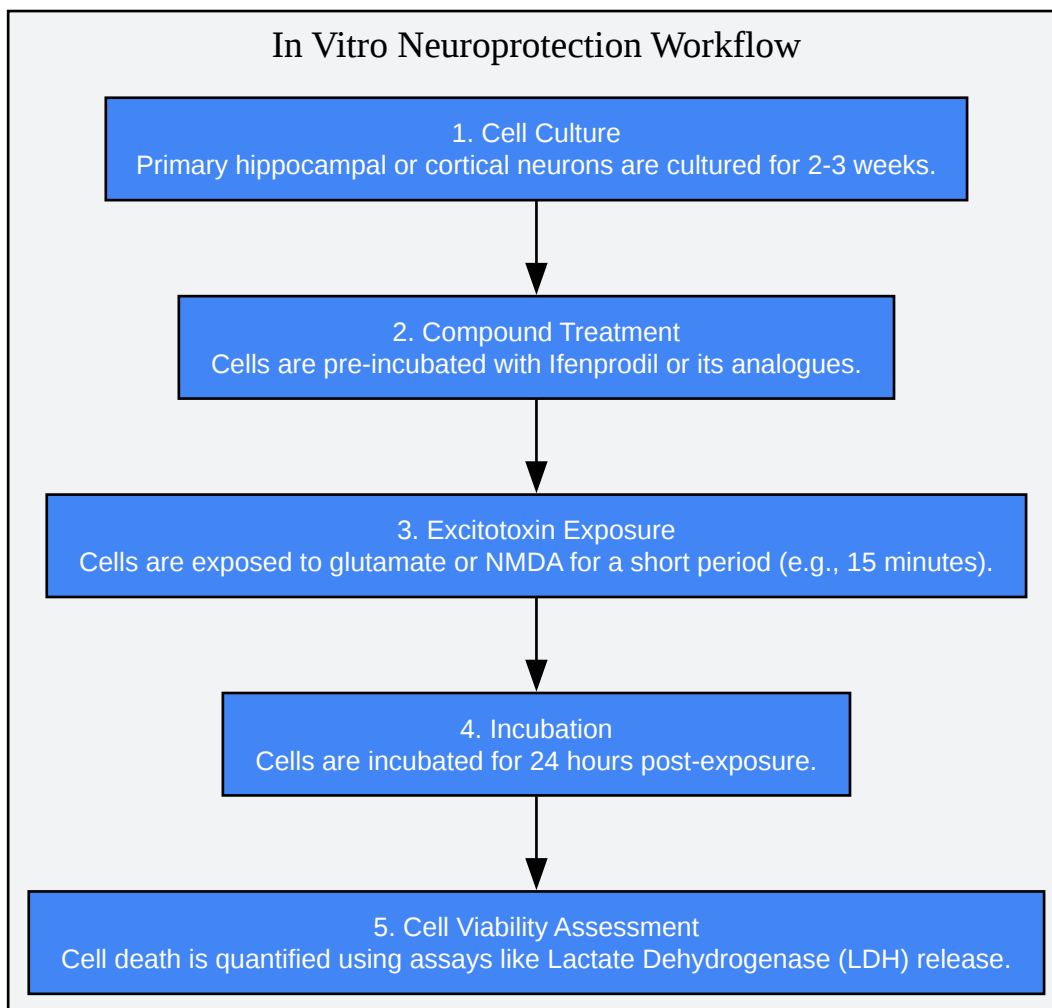 In Vitro Neuroprotection Workflow
1. Cell Culture
Primary hippocampal or cortical neurons are cultured for 2-3 weeks.
2. Compound Treatment
Cells are pre-incubated with Ifenprodil or its analogues.
3. Excitotoxin Exposure
Cells are exposed to glutamate or NMDA for a short period (e.g., 15 minutes).
4. Incubation
Cells are incubated for 24 hours post-exposure.
5. Cell Viability Assessment
Cell death is quantified using assays like Lactate Dehydrogenase (LDH) release.